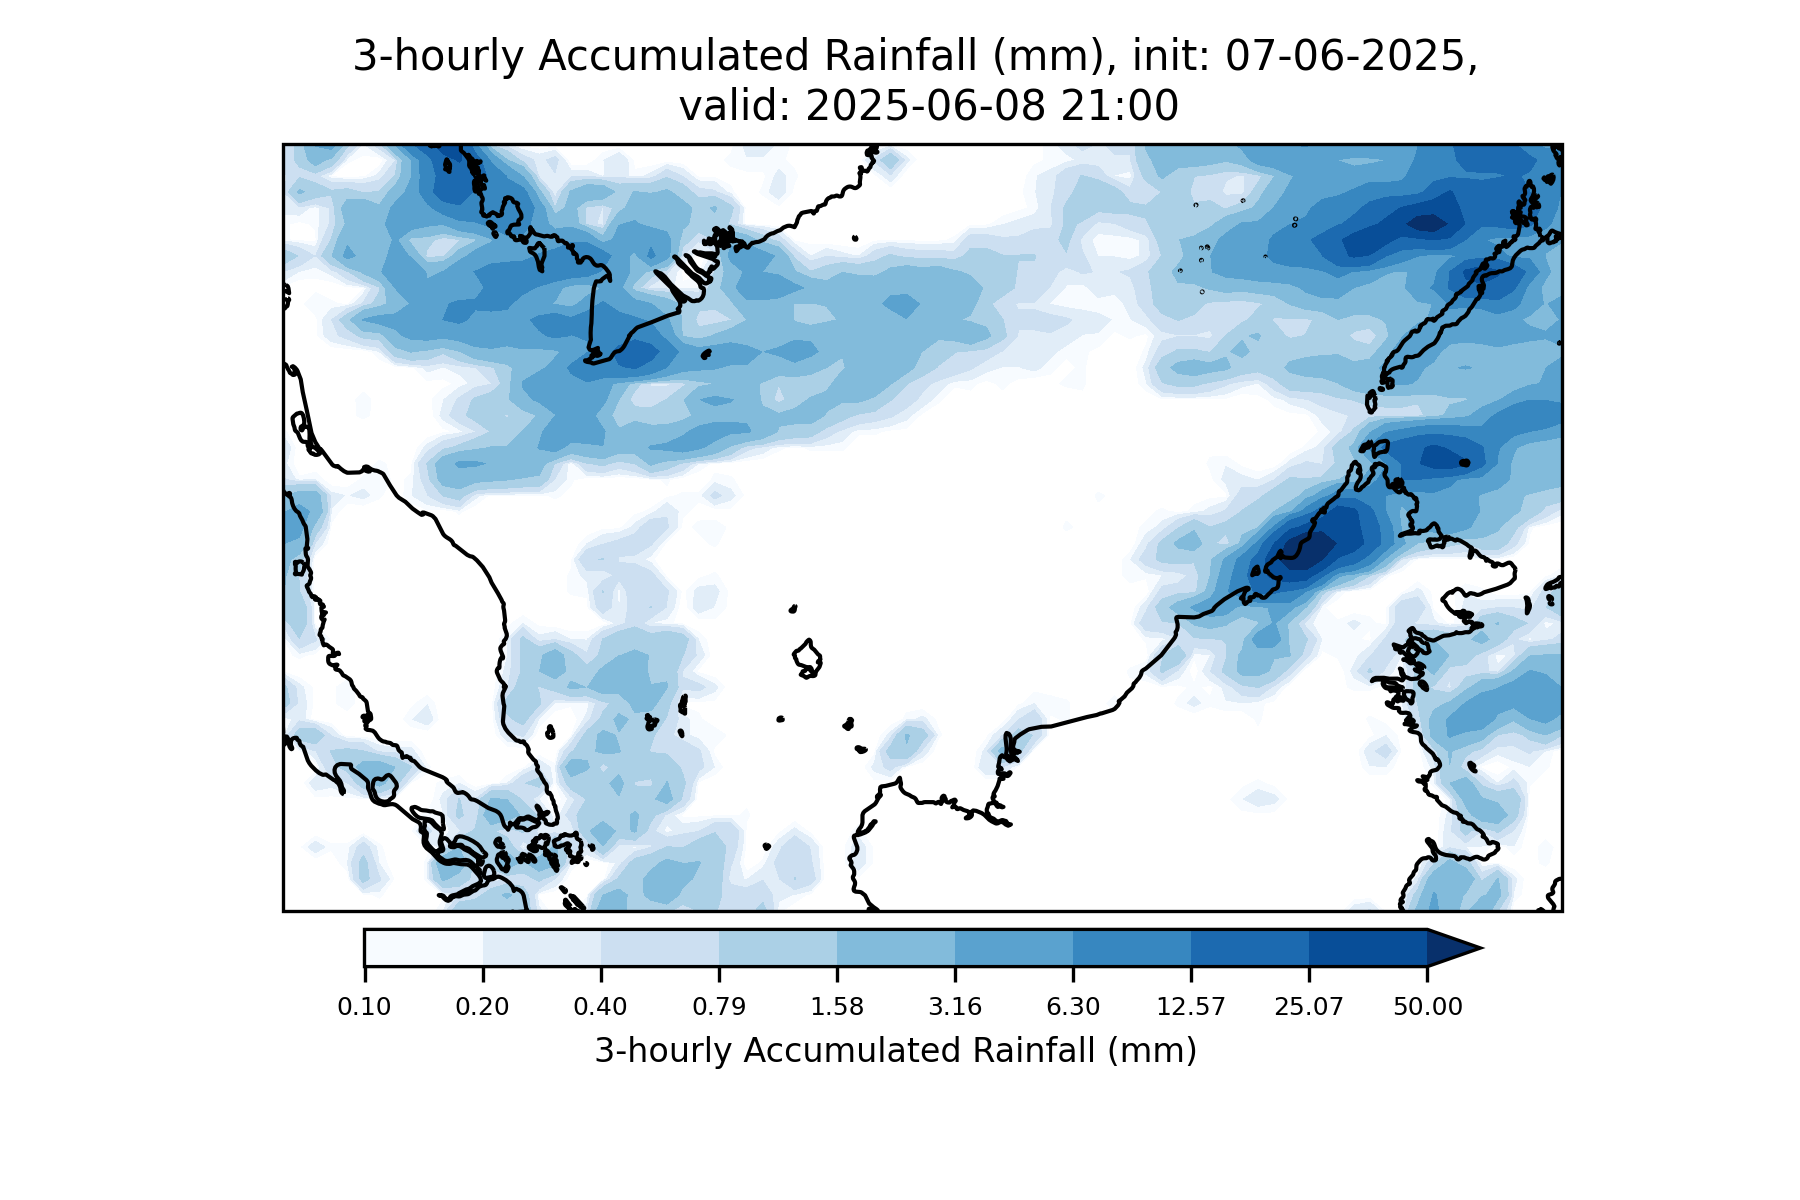 3-hourly Accumulated Rainfall (mm), init: 07-06-2025,
valid: 2025-06-08 21:00
0.10 0.20 0.40 0.79 1.58 3.16 6.30 12.57 25.07 50.00
3-hourly Accumulated Rainfall (mm)